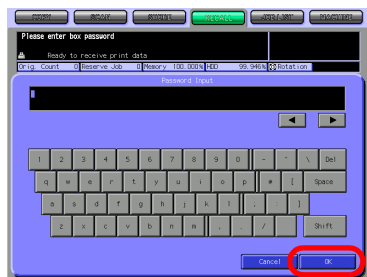 COPY SCAN STORE RECALL JOB LIST MACHINE
Please enter box password
Ready to receive print data
Orig. Count 0 Reserve Job 0 Memory 100.000% HDD 99.946% Rotation
Password Input
1 2 3 4 5 6 7 8 9 0 - ^ \ Del
q w e r t y u i o p @ [ Space
a s d f g h j k l ; : ]
z x c v b n m , . / Shift
Cancel OK